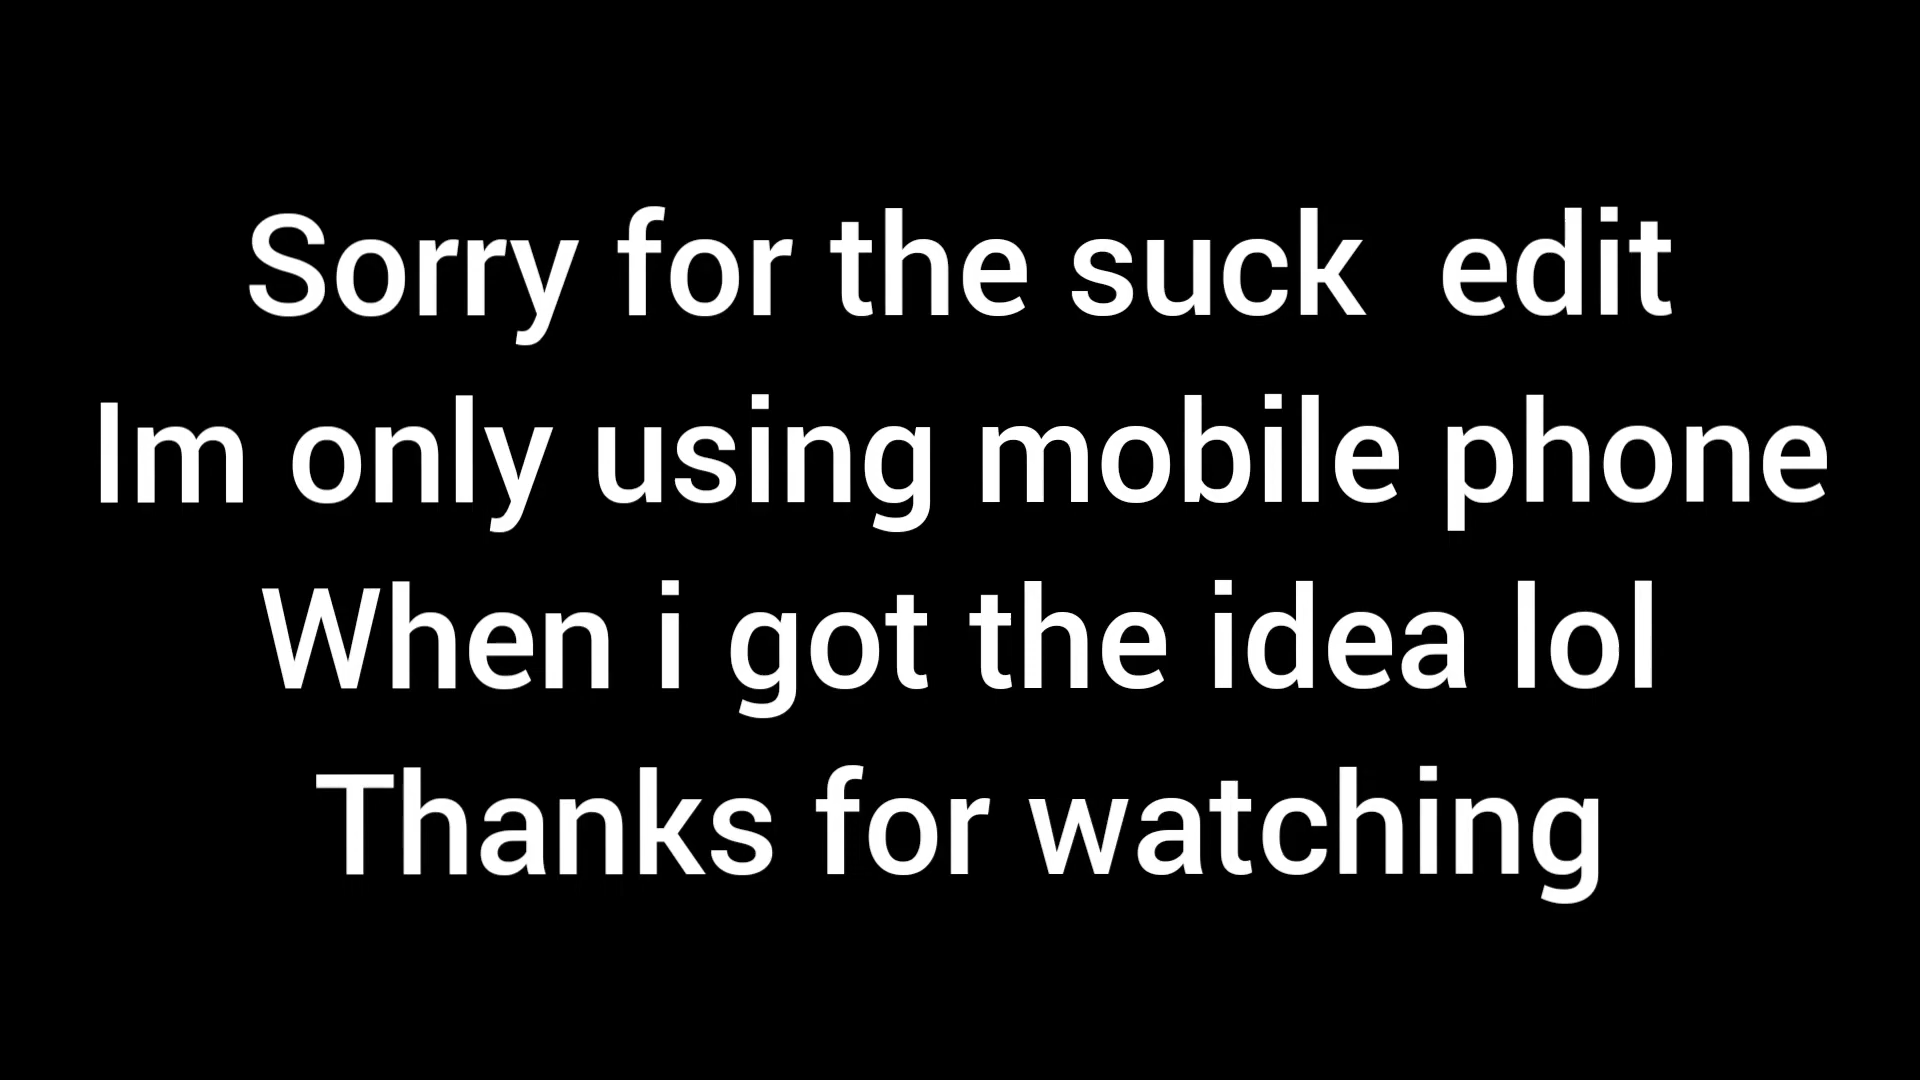 Sorry for the suck  edit
Im only using mobile phone
When i got the idea lol
Thanks for watching